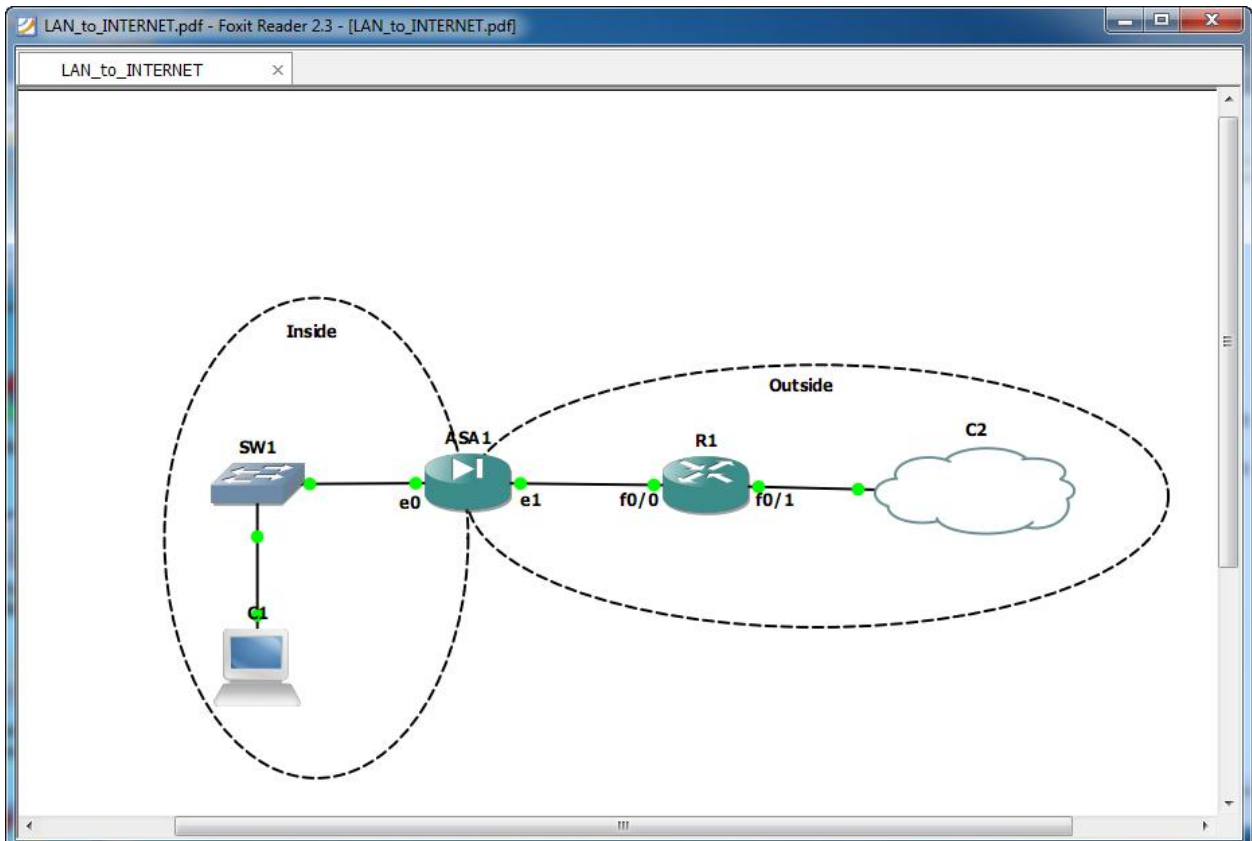 LAN_to_INTERNET.pdf - Foxit Reader 2.3 - [LAN_to_INTERNET.pdf]
LAN_to_INTERNET
Inside
Outside
SW1
ASA1
R1
C2
e0
e1
f0/0
f0/1
C1